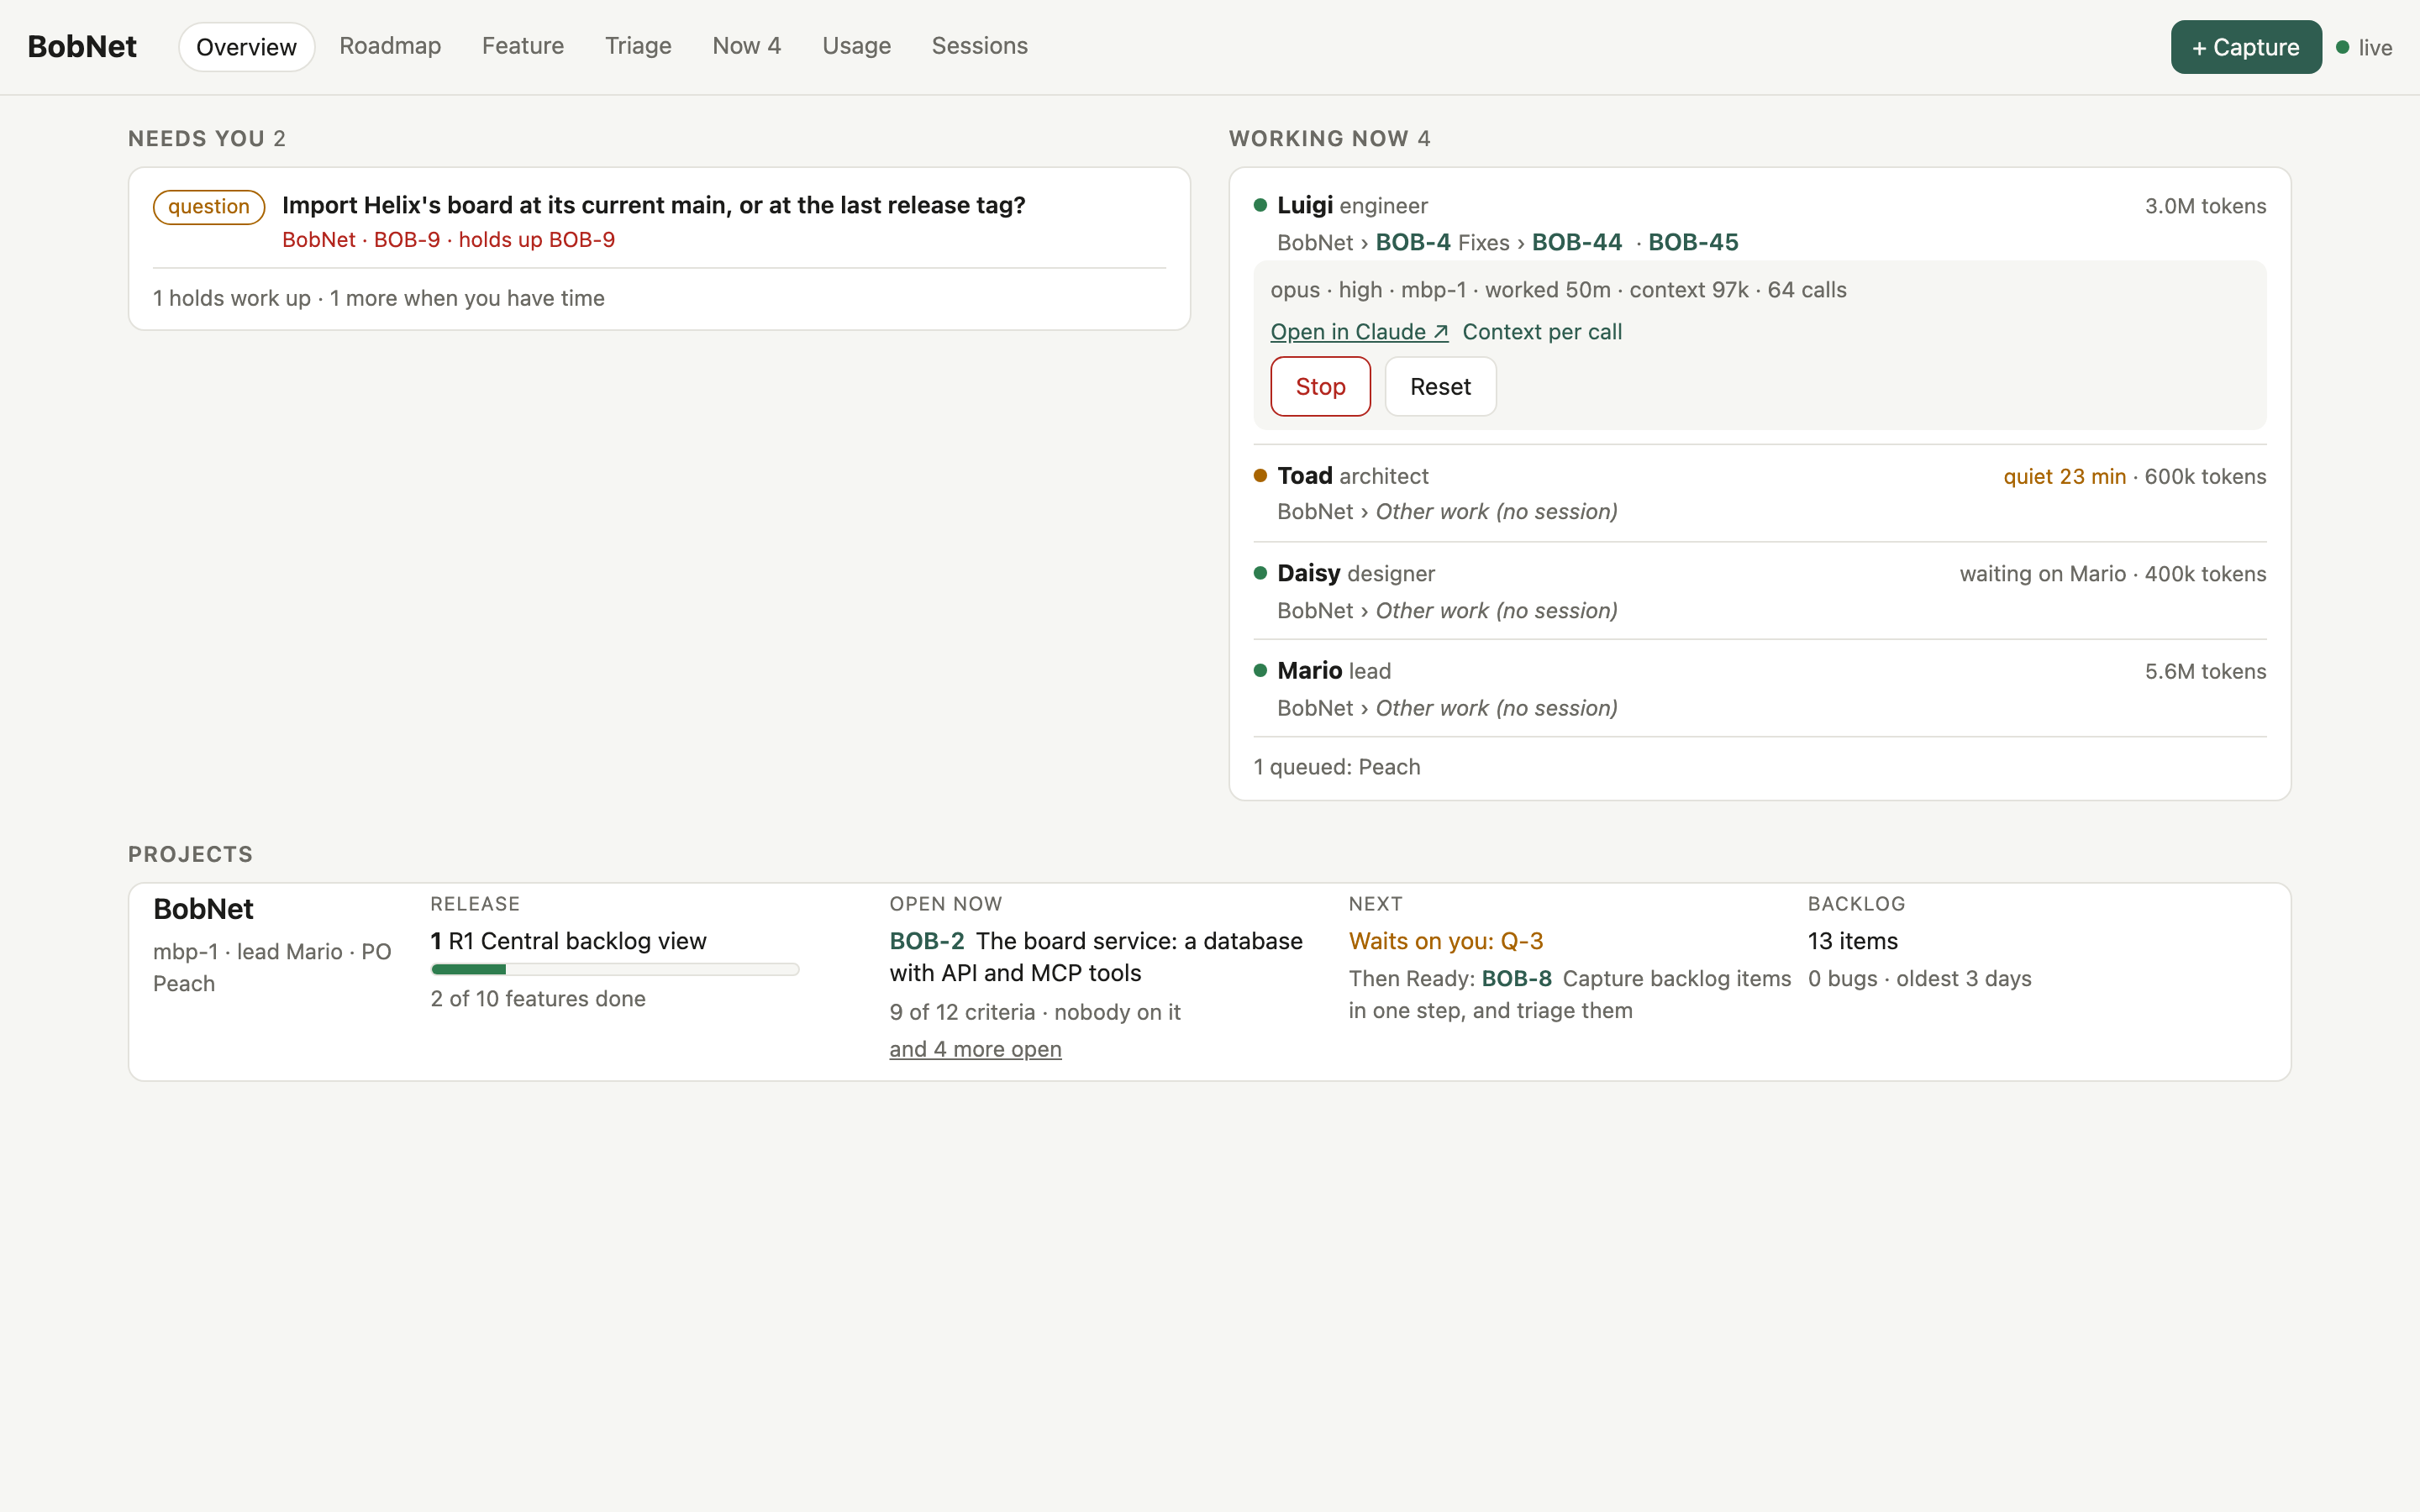 BobNet Overview Roadmap Feature Triage Now 4 Usage Sessions + Capture live
NEEDS YOU 2
question Import Helix's board at its current main, or at the last release tag?
BobNet · BOB-9 · holds up BOB-9
1 holds work up · 1 more when you have time
WORKING NOW 4
Luigi engineer 3.0M tokens
BobNet › BOB-4 Fixes › BOB-44 · BOB-45
opus · high · mbp-1 · worked 50m · context 97k · 64 calls
Open in Claude ↗ Context per call
Stop Reset
Toad architect quiet 23 min · 600k tokens
BobNet › Other work (no session)
Daisy designer waiting on Mario · 400k tokens
BobNet › Other work (no session)
Mario lead 5.6M tokens
BobNet › Other work (no session)
1 queued: Peach
PROJECTS
BobNet
mbp-1 · lead Mario · PO
Peach
RELEASE
1 R1 Central backlog view
2 of 10 features done
OPEN NOW
BOB-2 The board service: a database
with API and MCP tools
9 of 12 criteria · nobody on it
and 4 more open
NEXT
Waits on you: Q-3
Then Ready: BOB-8 Capture backlog items
in one step, and triage them
BACKLOG
13 items
0 bugs · oldest 3 days